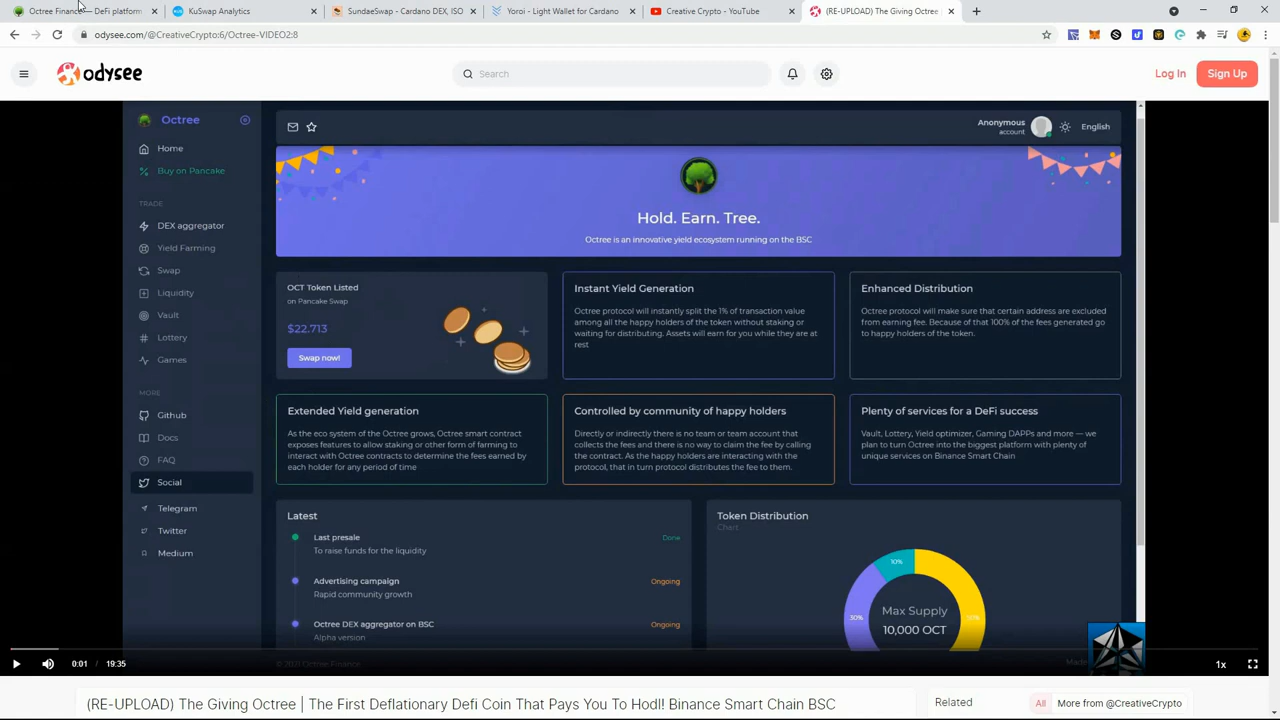 Octree Finance — DeFi platform
KuSwap Analytics
SundaeSwap - Cardano DEX, ISO
Yoroi - Light Wallet for Cardano
Creative Crypto - YouTube
(RE-UPLOAD) The Giving Octree
odysee.com/@CreativeCrypto:6/Octree-VIDEO2:8
odysee
Search
Log In
Sign Up
Octree
Home
Buy on Pancake
TRADE
DEX aggregator
Yield Farming
Swap
Liquidity
Vault
Lottery
Games
MORE
Github
Docs
FAQ
Social
Telegram
Twitter
Medium
Anonymous
account
English
Hold. Earn. Tree.
Octree is an innovative yield ecosystem running on the BSC
OCT Token Listed
on Pancake Swap
$22,713
Swap now!
Instant Yield Generation
Octree protocol will instantly split the 1% of transaction value
among all the happy holders of the token without staking or
waiting for distributing. Assets will earn for you while they are at
rest
Enhanced Distribution
Octree protocol will make sure that certain address are excluded
from earning fee. Because of that 100% of the fees generated go
to happy holders of the token.
Extended Yield generation
As the eco system of the Octree grows, Octree smart contract
exposes features to allow staking or other form of farming to
interact with Octree contracts to determine the fees earned by
each holder for any period of time
Controlled by community of happy holders
Directly or indirectly there is no team or team account that
collects the fees and there is no way to claim the fee by calling
the contract. As the happy holders are interacting with the
protocol, that in turn protocol distributes the fee to them.
Plenty of services for a DeFi success
Vault, Lottery, Yield optimizer, Gaming DAPPs and more — we
plan to turn Octree into the biggest platform with plenty of
unique services on Binance Smart Chain
Latest
Last presale
Done
To raise funds for the liquidity
Advertising campaign
Ongoing
Rapid community growth
Octree DEX aggregator on BSC
Ongoing
Alpha version
Token Distribution
Chart
10%
30%
Max Supply
10,000 OCT
© 2021 Octree Finance
Made
0:01 / 19:35
1x
(RE-UPLOAD) The Giving Octree | The First Deflationary Defi Coin That Pays You To Hodl! Binance Smart Chain BSC
Related
All
More from @CreativeCrypto